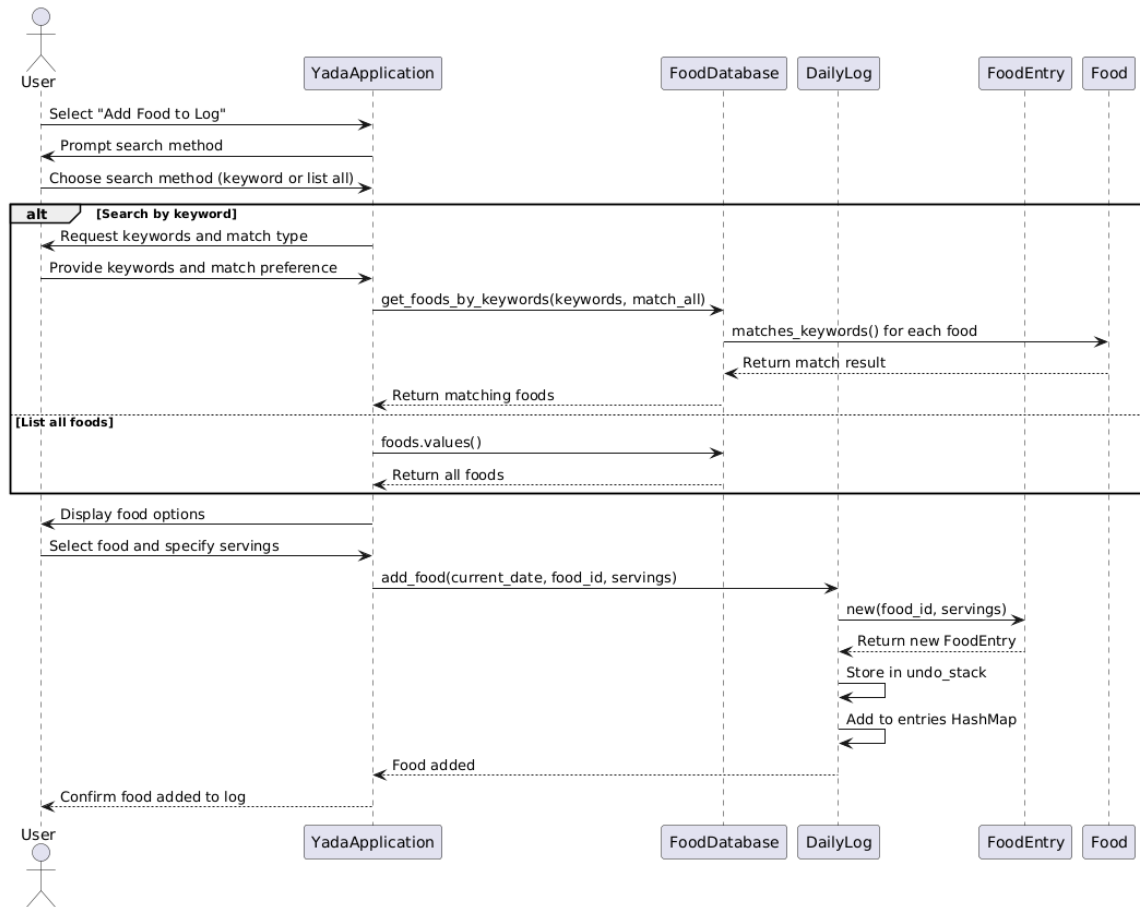 User
YadaApplication
FoodDatabase
DailyLog
FoodEntry
Food
Select "Add Food to Log"
Prompt search method
Choose search method (keyword or list all)
alt
[Search by keyword]
Request keywords and match type
Provide keywords and match preference
get_foods_by_keywords(keywords, match_all)
matches_keywords() for each food
Return match result
Return matching foods
[List all foods]
foods.values()
Return all foods
Display food options
Select food and specify servings
add_food(current_date, food_id, servings)
new(food_id, servings)
Return new FoodEntry
Store in undo_stack
Add to entries HashMap
Food added
Confirm food added to log
User
YadaApplication
FoodDatabase
DailyLog
FoodEntry
Food